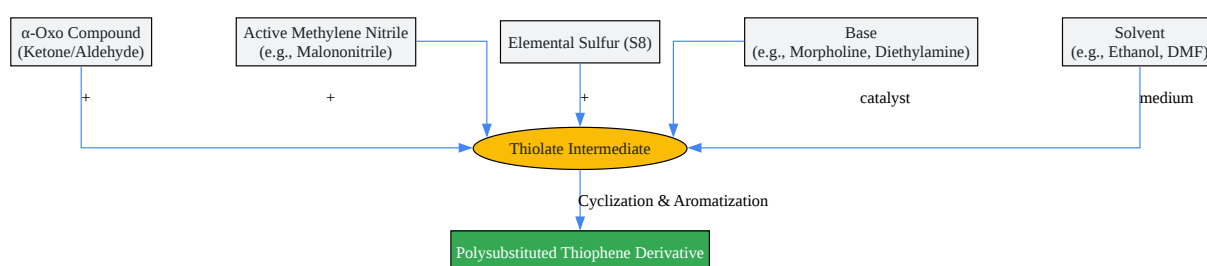 α-Oxo Compound
(Ketone/Aldehyde)
Active Methylene Nitrile
(e.g., Malononitrile)
Elemental Sulfur (S8)
Base
(e.g., Morpholine, Diethylamine)
Solvent
(e.g., Ethanol, DMF)
+
+
+
catalyst
medium
Thiolate Intermediate
Cyclization & Aromatization
Polysubstituted Thiophene Derivative